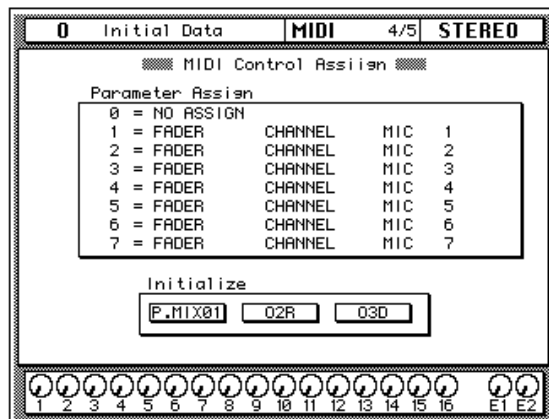 0 Initial Data MIDI 4/5 STEREO
MIDI Control Assiign
Parameter Assign
0 = NO ASSIGN
1 = FADER CHANNEL MIC 1
2 = FADER CHANNEL MIC 2
3 = FADER CHANNEL MIC 3
4 = FADER CHANNEL MIC 4
5 = FADER CHANNEL MIC 5
6 = FADER CHANNEL MIC 6
7 = FADER CHANNEL MIC 7
Initialize
P.MIX01 02R 03D
1 2 3 4 5 6 7 8 9 10 11 12 13 14 15 16 E1 E2